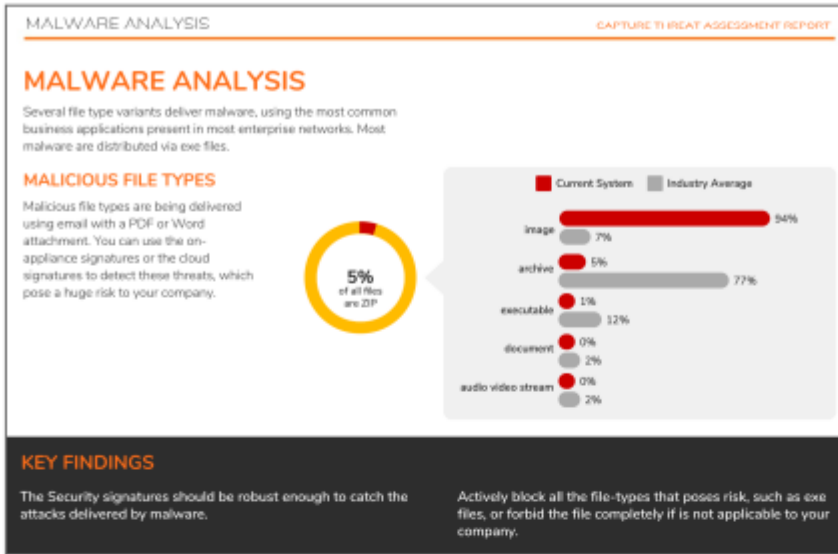 MALWARE ANALYSIS
CAPTURE THREAT ASSESSMENT REPORT
MALWARE ANALYSIS
Several file type variants deliver malware, using the most common
business applications present in most enterprise networks. Most
malware are distributed via exe files.
MALICIOUS FILE TYPES
Malicious file types are being delivered
using email with a PDF or Word
attachment. You can use the on-
appliance signatures or the cloud
signatures to detect these threats, which
pose a huge risk to your company.
5%
of all files
are ZIP
Current System
Industry Average
image
94%
7%
archive
5%
77%
executable
1%
12%
document
0%
2%
audio video stream
0%
2%
KEY FINDINGS
The Security signatures should be robust enough to catch the
attacks delivered by malware.
Actively block all the file-types that poses risk, such as exe
files, or forbid the file completely if is not applicable to your
company.